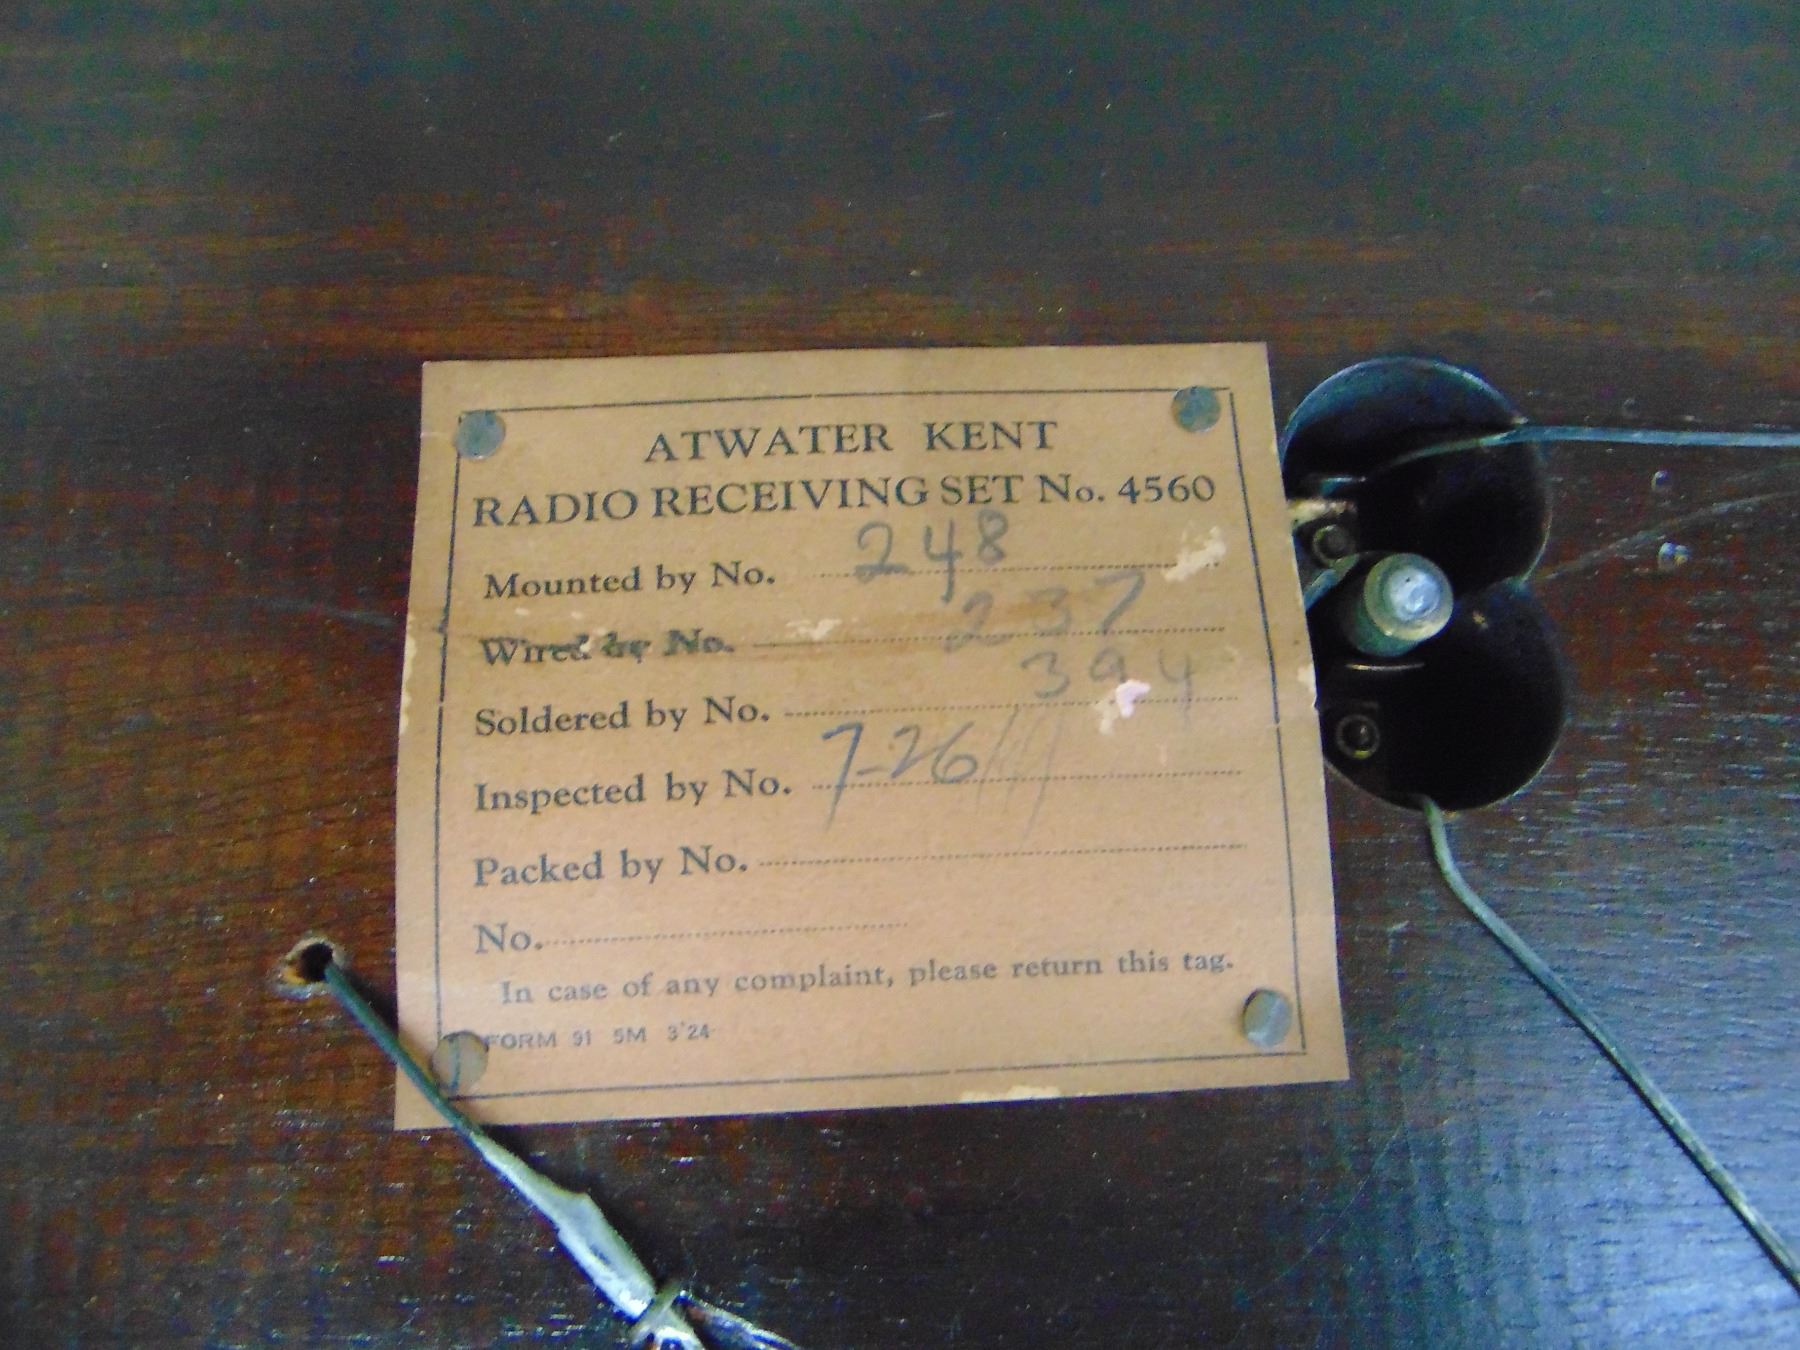 ATWATER KENT
RADIO RECEIVING SET No. 4560
Mounted by No. 248
Wired by No. 237
Soldered by No. 394
Inspected by No. 7-26
Packed by No.
No.
In case of any complaint, please return this tag.
FORM 91 5M 3'24